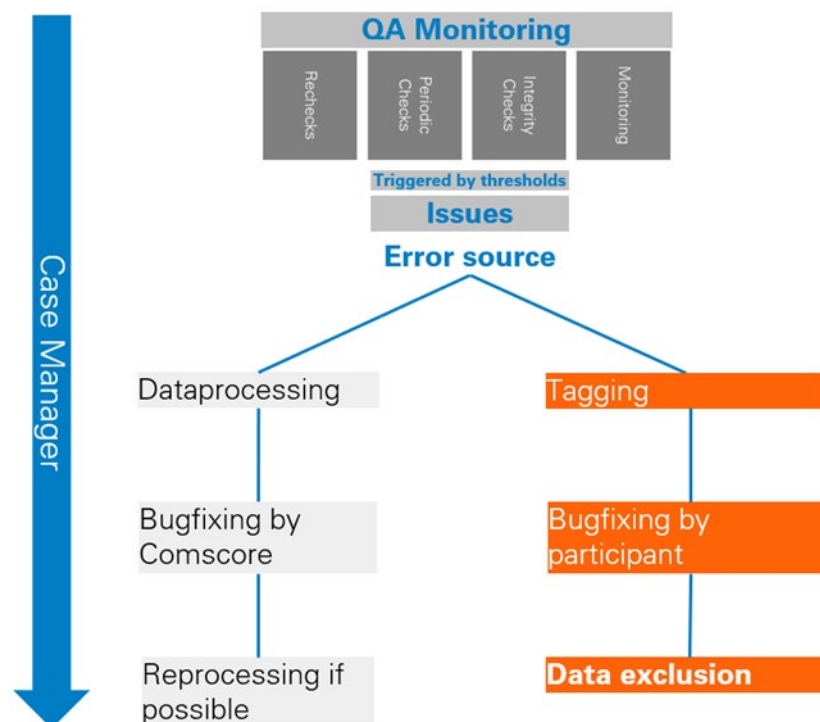 QA Monitoring
Rechecks
Periodic
Checks
Integrity
Checks
Monitoring
Triggered by thresholds
Issues
Error source
Case Manager
Dataprocessing
Tagging
Bugfixing by
Comscore
Bugfixing by
participant
Reprocessing if
possible
Data exclusion